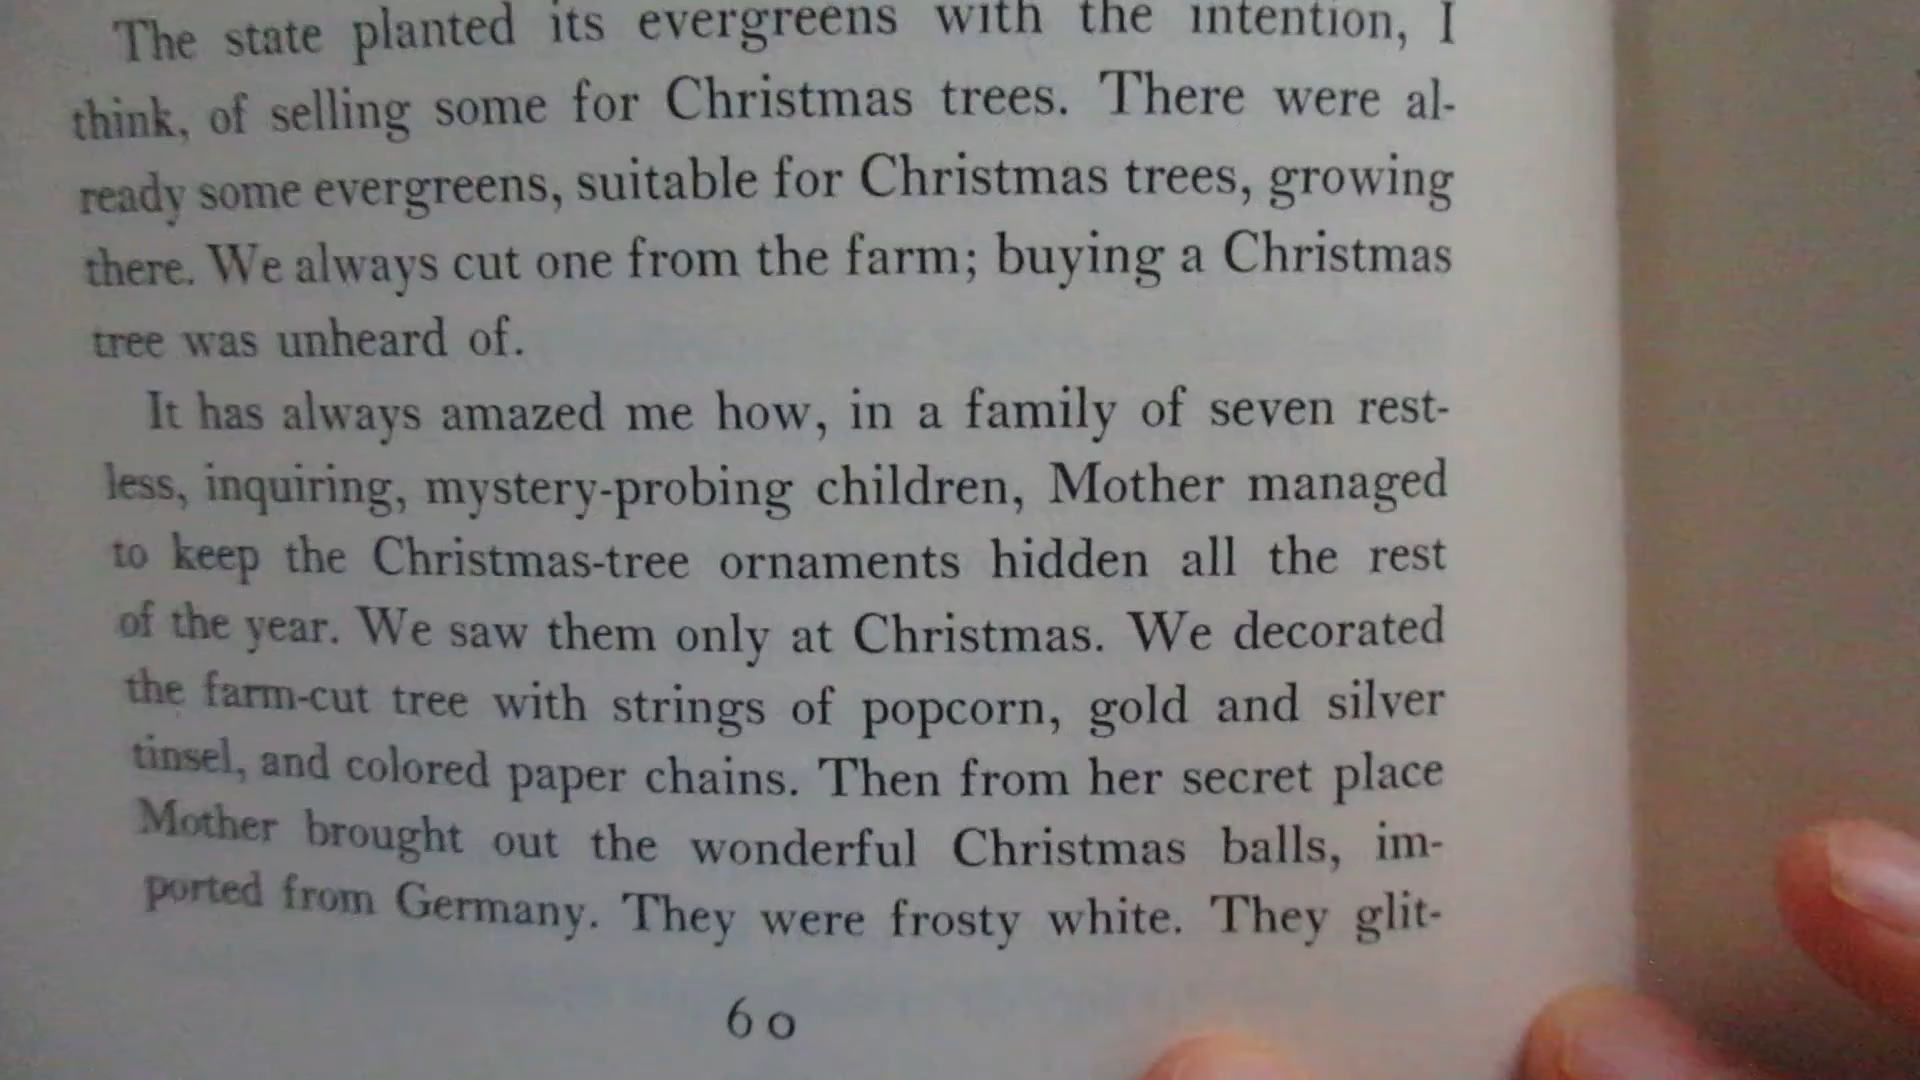 The state planted its evergreens with the intention, I
think, of selling some for Christmas trees. There were al-
ready some evergreens, suitable for Christmas trees, growing
there. We always cut one from the farm; buying a Christmas
tree was unheard of.
It has always amazed me how, in a family of seven rest-
less, inquiring, mystery-probing children, Mother managed
to keep the Christmas-tree ornaments hidden all the rest
of the year. We saw them only at Christmas. We decorated
the farm-cut tree with strings of popcorn, gold and silver
tinsel, and colored paper chains. Then from her secret place
Mother brought out the wonderful Christmas balls, im-
ported from Germany. They were frosty white. They glit-
60